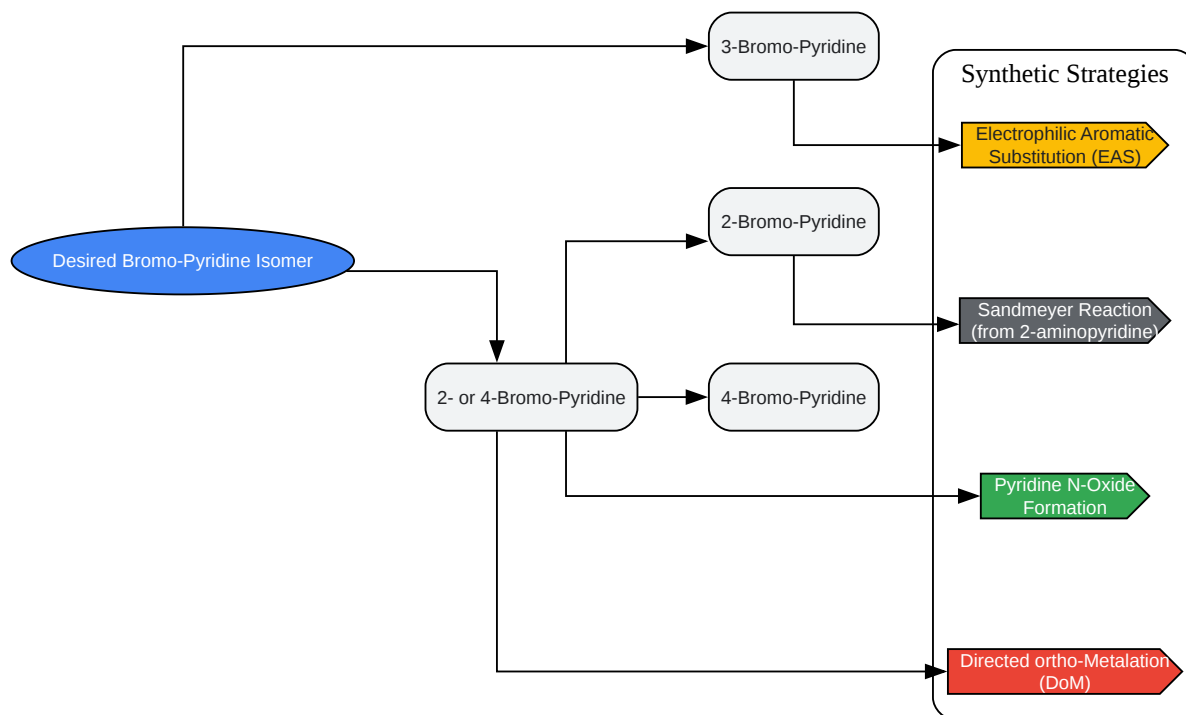 3-Bromo-Pyridine
Synthetic Strategies
Electrophilic Aromatic
Substitution (EAS)
2-Bromo-Pyridine
Desired Bromo-Pyridine Isomer
Sandmeyer Reaction
(from 2-aminopyridine)
2- or 4-Bromo-Pyridine
4-Bromo-Pyridine
Pyridine N-Oxide
Formation
Directed ortho-Metalation
(DoM)